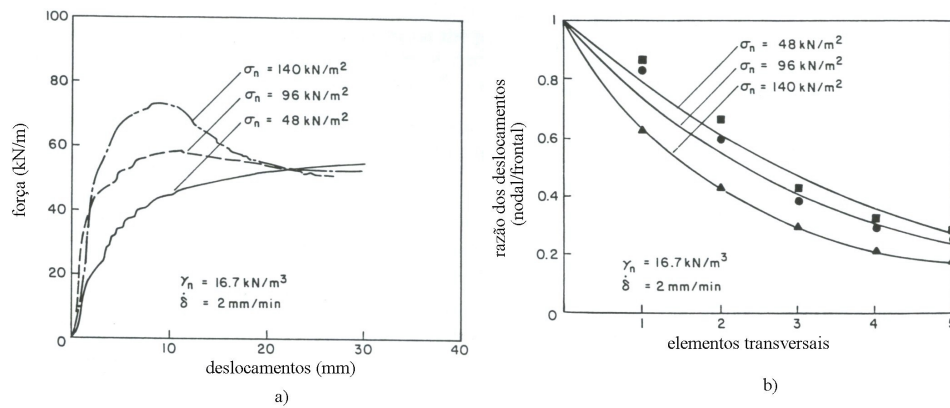 100
80
60
40
20
0
força (kN/m)
σn = 140 kN/m²
σn = 96 kN/m²
σn = 48 kN/m²
γn = 16.7 kN/m³
δ̇ = 2 mm/min
10
20
30
40
deslocamentos (mm)
a)
1
0.8
0.6
0.4
0.2
0
razão dos deslocamentos
(nodal/frontal)
σn = 48 kN/m²
σn = 96 kN/m²
σn = 140 kN/m²
γn = 16.7 kN/m³
δ̇ = 2 mm/min
1
2
3
4
elementos transversais
b)